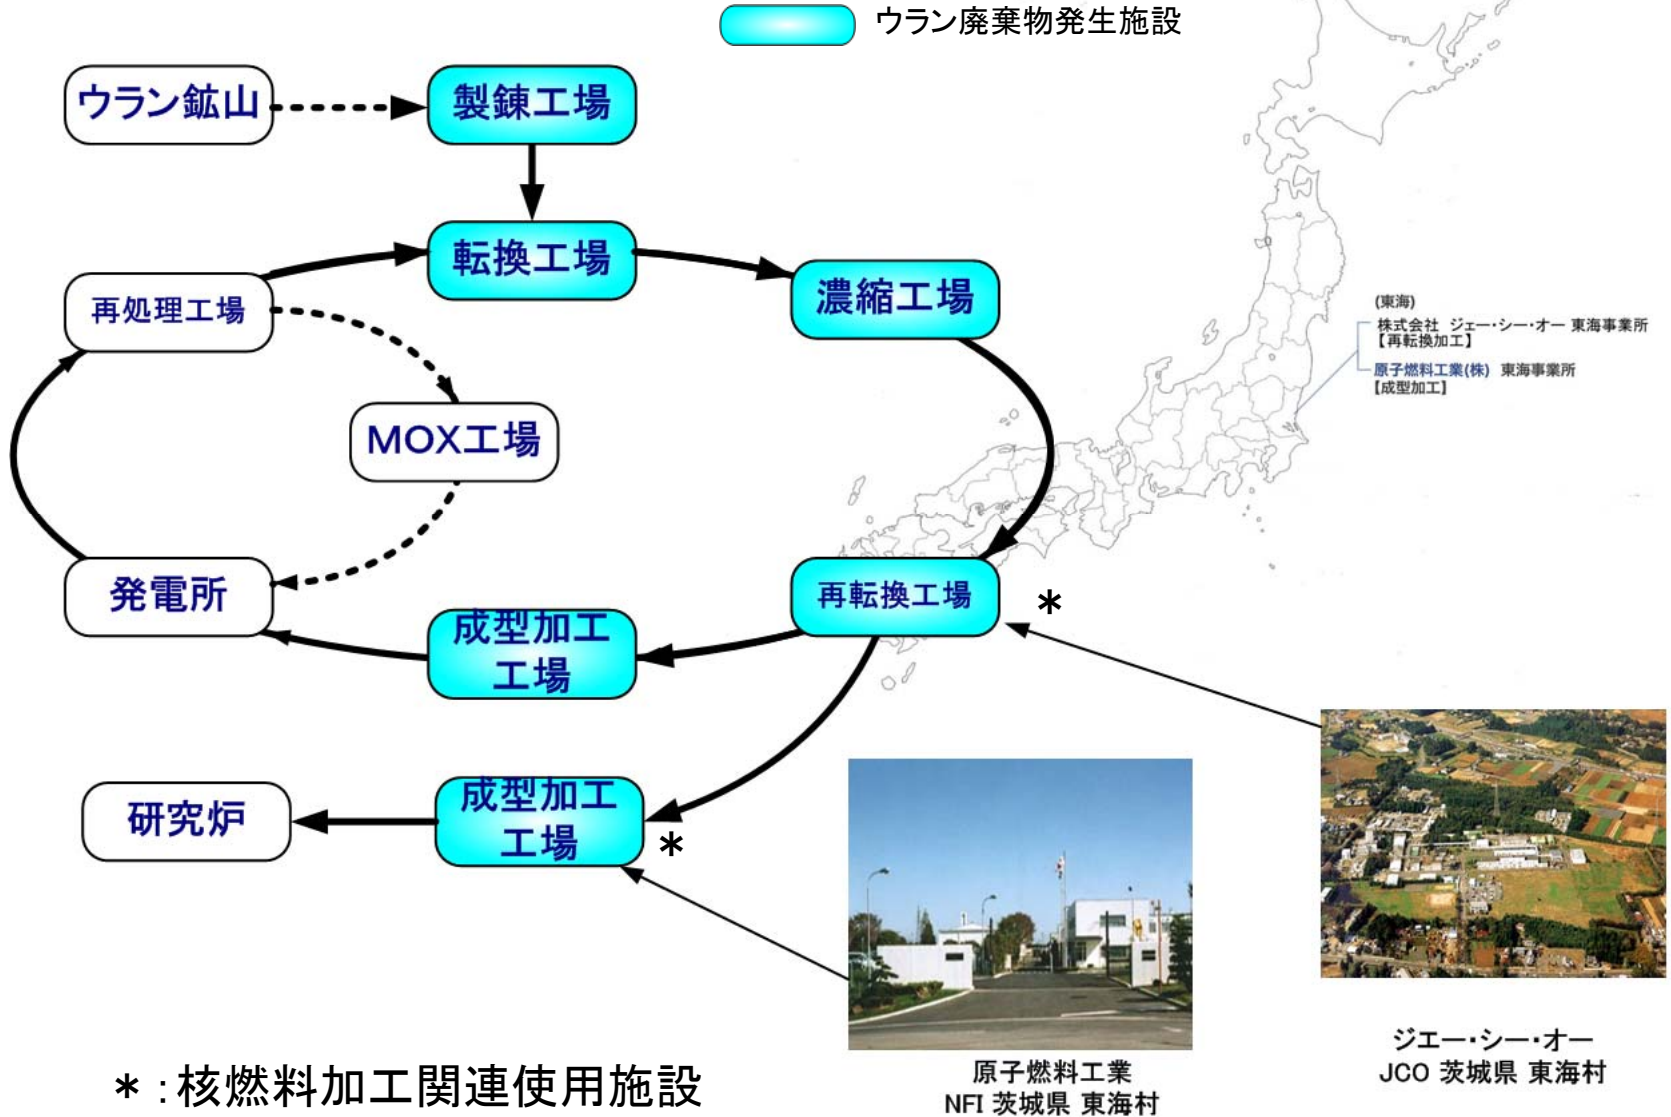 ウラン廃棄物発生施設
ウラン鉱山
製錬工場
転換工場
濃縮工場
再処理工場
(東海)
株式会社 ジェー・シー・オー 東海事業所
【再転換加工】
原子燃料工業(株) 東海事業所
【成型加工】
MOX工場
発電所
再転換工場
*
成型加工
工場
研究炉
成型加工
工場
*
原子燃料工業
NFI 茨城県 東海村
ジエー・シー・オー
JCO 茨城県 東海村
*:核燃料加工関連使用施設